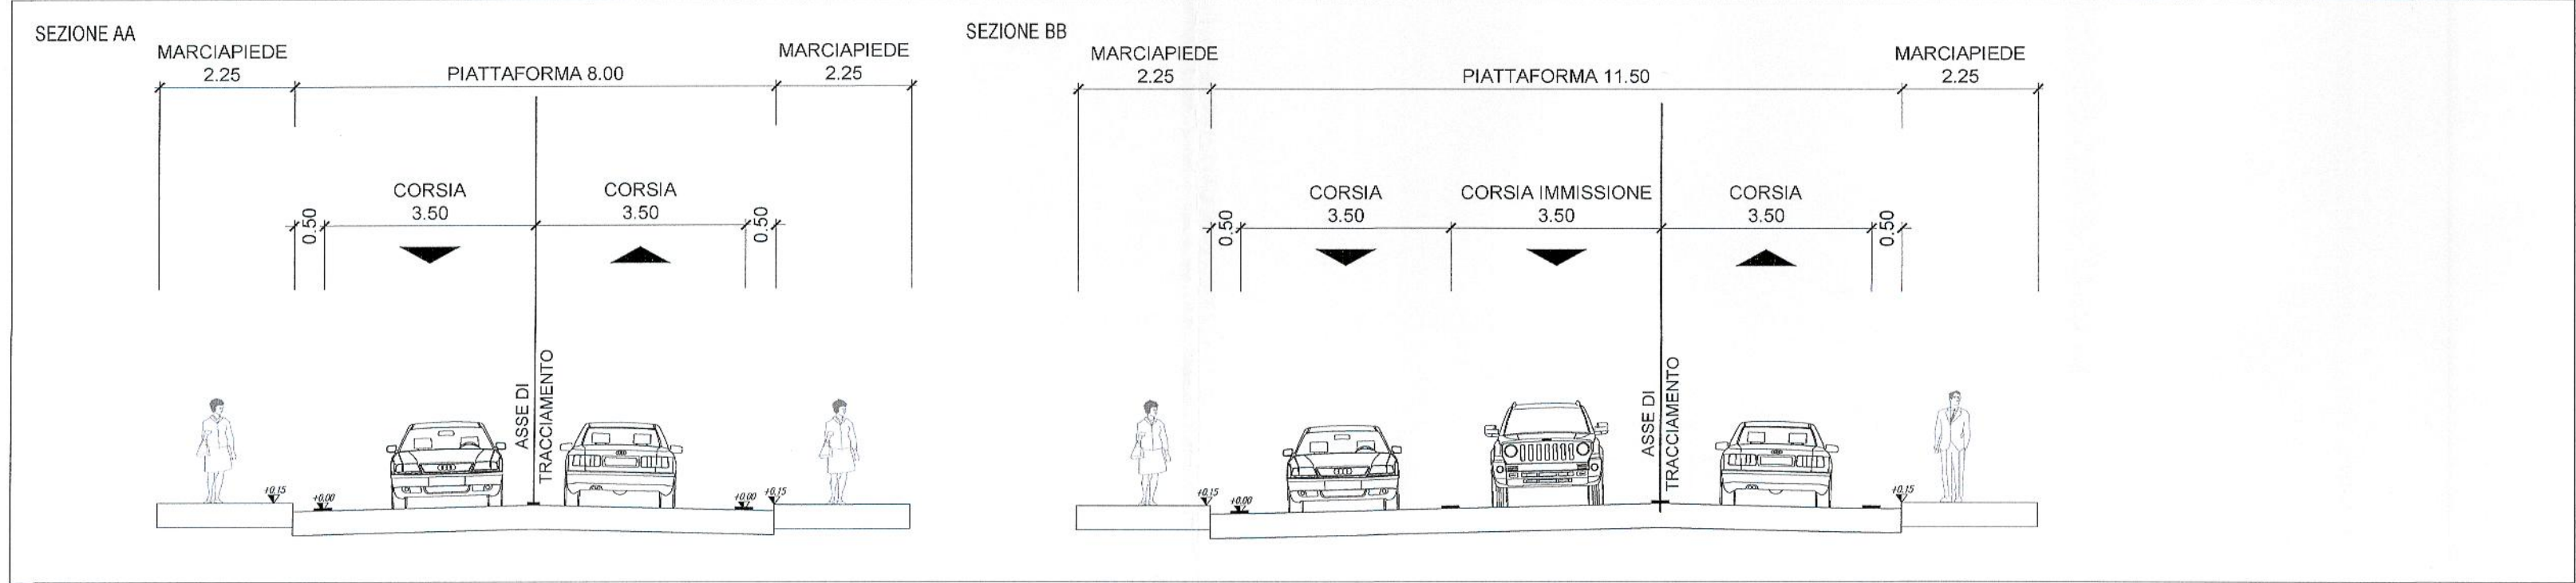 SEZIONE AA
MARCIAPIEDE
2.25
PIATTAFORMA 8.00
MARCIAPIEDE
2.25
0.50
CORSIA
3.50
CORSIA
3.50
0.50
ASSE DI
TRACCIAMENTO
+0.15
+0.00
+0.00
+0.15
SEZIONE BB
MARCIAPIEDE
2.25
PIATTAFORMA 11.50
MARCIAPIEDE
2.25
0.50
CORSIA
3.50
CORSIA IMMISSIONE
3.50
CORSIA
3.50
0.50
ASSE DI
TRACCIAMENTO
+0.15
+0.00
+0.15